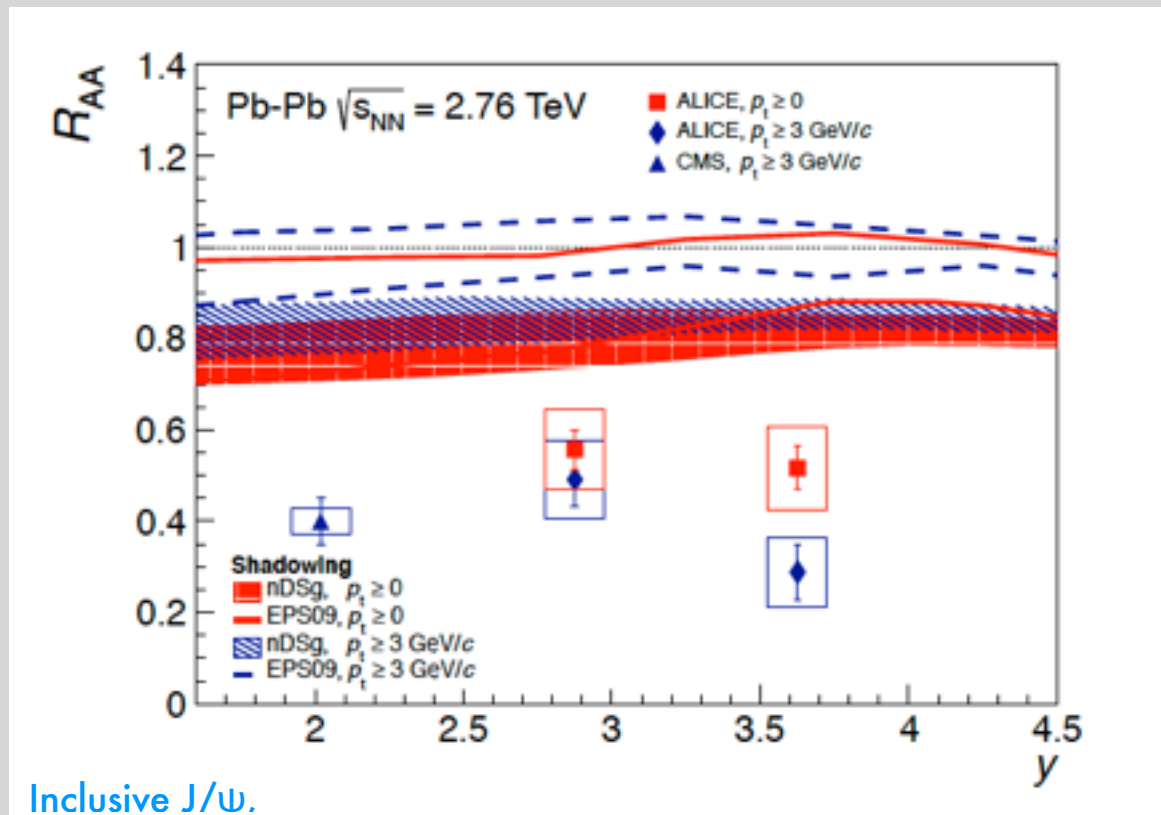 1.4
1.2
1
0.8
0.6
0.4
0.2
0
R_AA
Pb-Pb √s_NN = 2.76 TeV
ALICE, p_t ≥ 0
ALICE, p_t ≥ 3 GeV/c
CMS, p_t ≥ 3 GeV/c
Shadowing
nDSg, p_t ≥ 0
EPS09, p_t ≥ 0
nDSg, p_t ≥ 3 GeV/c
EPS09, p_t ≥ 3 GeV/c
2 2.5 3 3.5 4 4.5
y
Inclusive J/ψ,